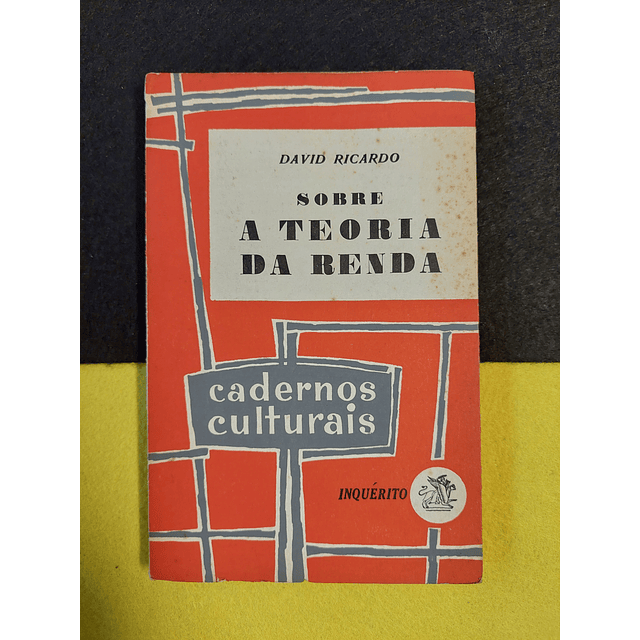 DAVID RICARDO
SOBRE
A TEORIA
DA RENDA
cadernos
culturais
INQUÉRITO